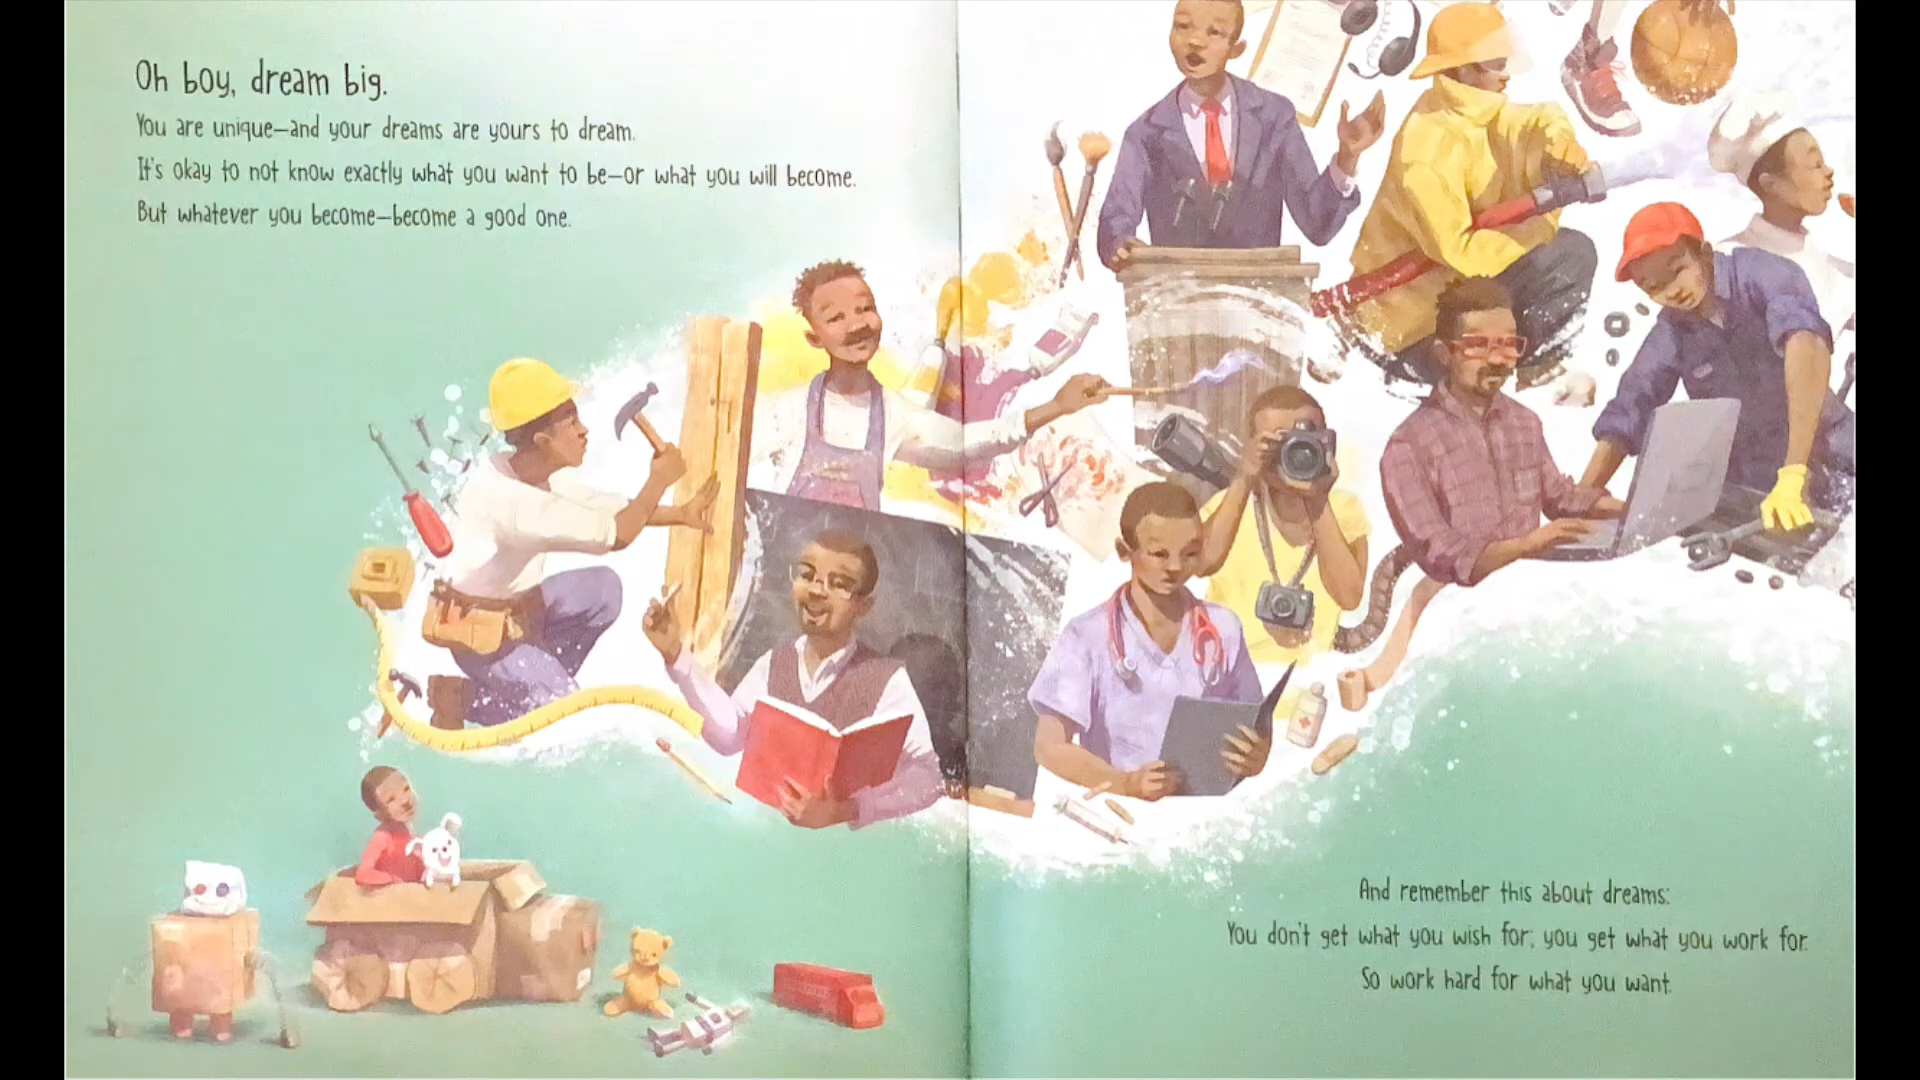 Oh boy, dream big.
You are unique—and your dreams are yours to dream.
It's okay to not know exactly what you want to be—or what you will become.
But whatever you become—become a good one.
And remember this about dreams:
You don't get what you wish for; you get what you work for.
So work hard for what you want.